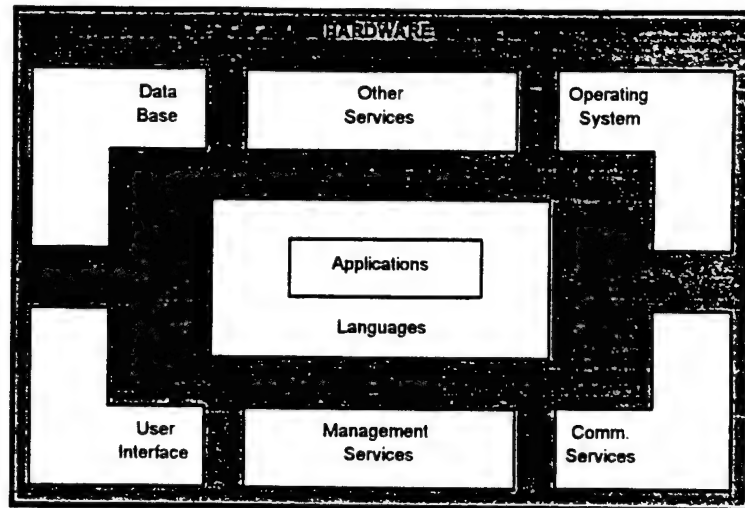 HARDWARE
Data
Base
Other
Services
Operating
System
Applications
Languages
User
Interface
Management
Services
Comm.
Services